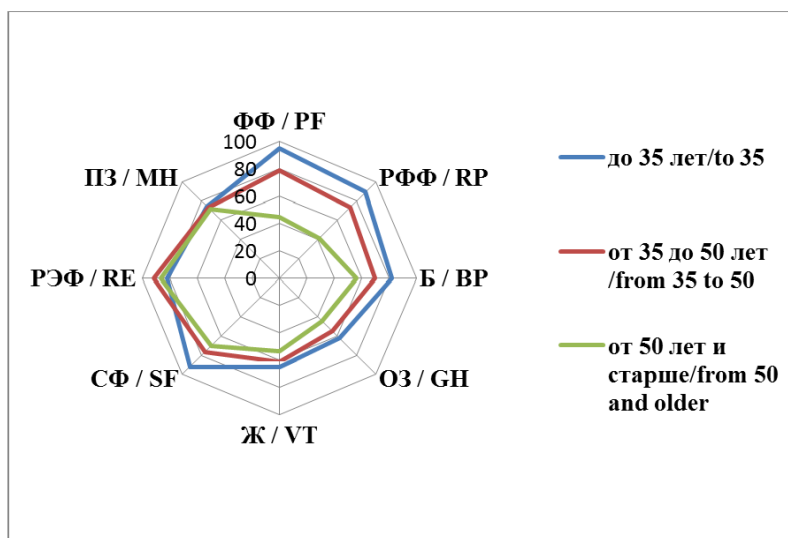 ФФ / PF
РФФ / RP
Б / BP
ОЗ / GH
Ж / VT
СФ / SF
РЭФ / RE
ПЗ / MH
100
80
60
40
20
0
до 35 лет/to 35
от 35 до 50 лет
/from 35 to 50
от 50 лет и
старше/from 50
and older